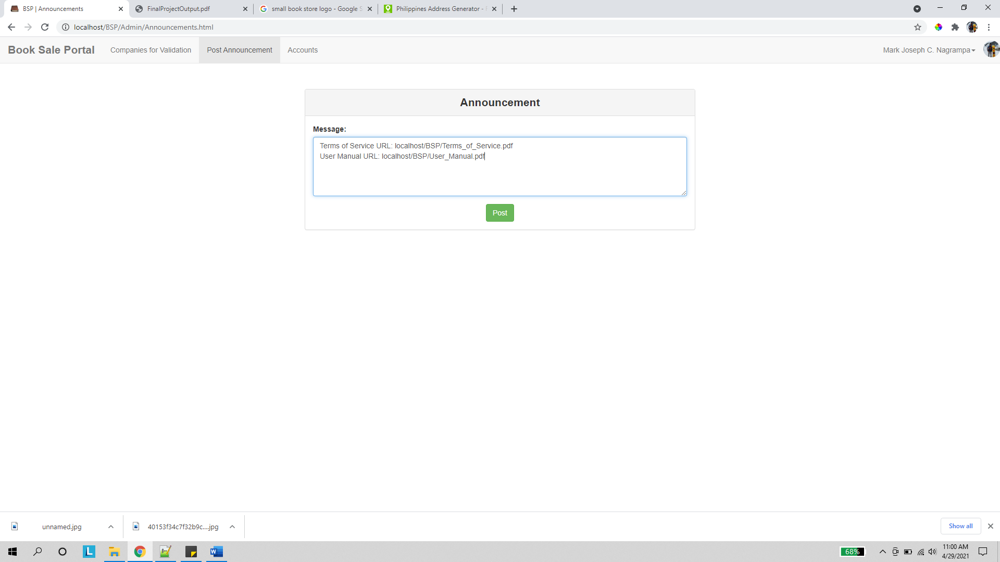 BSP | Announcements
FinalProjectOutput.pdf
small book store logo - Google
Philippines Address Generator -
localhost/BSP/Admin/Announcements.html
Book Sale Portal
Companies for Validation
Post Announcement
Accounts
Mark Joseph C. Nagrampa
Announcement
Message:
Terms of Service URL: localhost/BSP/Terms_of_Service.pdf
User Manual URL: localhost/BSP/User_Manual.pdf
Post
unnamed.jpg
40153f34c7f32b9c....jpg
Show all
68%
11:00 AM
4/29/2021